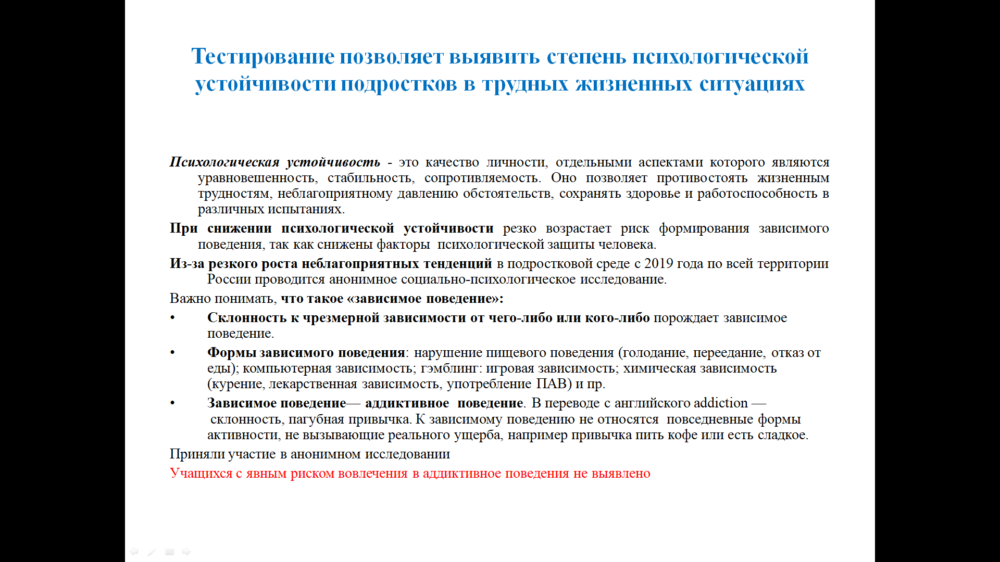 Тестирование позволяет выявить степень психологической
устойчивости подростков в трудных жизненных ситуациях
Психологическая устойчивость - это качество личности, отдельными аспектами которого являются
уравновешенность, стабильность, сопротивляемость. Оно позволяет противостоять жизненным
трудностям, неблагоприятному давлению обстоятельств, сохранять здоровье и работоспособность в
различных испытаниях.
При снижении психологической устойчивости резко возрастает риск формирования зависимого
поведения, так как снижены факторы психологической защиты человека.
Из-за резкого роста неблагоприятных тенденций в подростковой среде с 2019 года по всей территории
России проводится анонимное социально-психологическое исследование.
Важно понимать, что такое «зависимое поведение»:
• Склонность к чрезмерной зависимости от чего-либо или кого-либо порождает зависимое
поведение.
• Формы зависимого поведения: нарушение пищевого поведения (голодание, переедание, отказ от
еды); компьютерная зависимость; гэмблинг: игровая зависимость; химическая зависимость
(курение, лекарственная зависимость, употребление ПАВ) и пр.
• Зависимое поведение— аддиктивное поведение. В переводе с английского addiction —
склонность, пагубная привычка. К зависимому поведению не относятся повседневные формы
активности, не вызывающие реального ущерба, например привычка пить кофе или есть сладкое.
Приняли участие в анонимном исследовании
Учащихся с явным риском вовлечения в аддиктивное поведения не выявлено